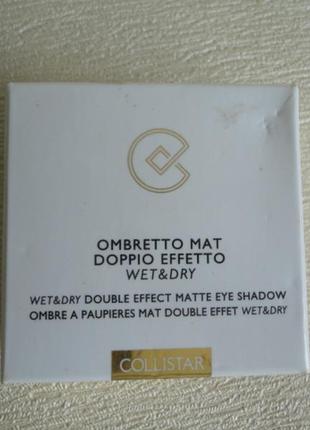 OMBRETTO MAT
DOPPIO EFFETTO
WET&DRY
WET&DRY DOUBLE EFFECT MATTE EYE SHADOW
OMBRE A PAUPIERES MAT DOUBLE EFFET WET&DRY
COLLISTAR